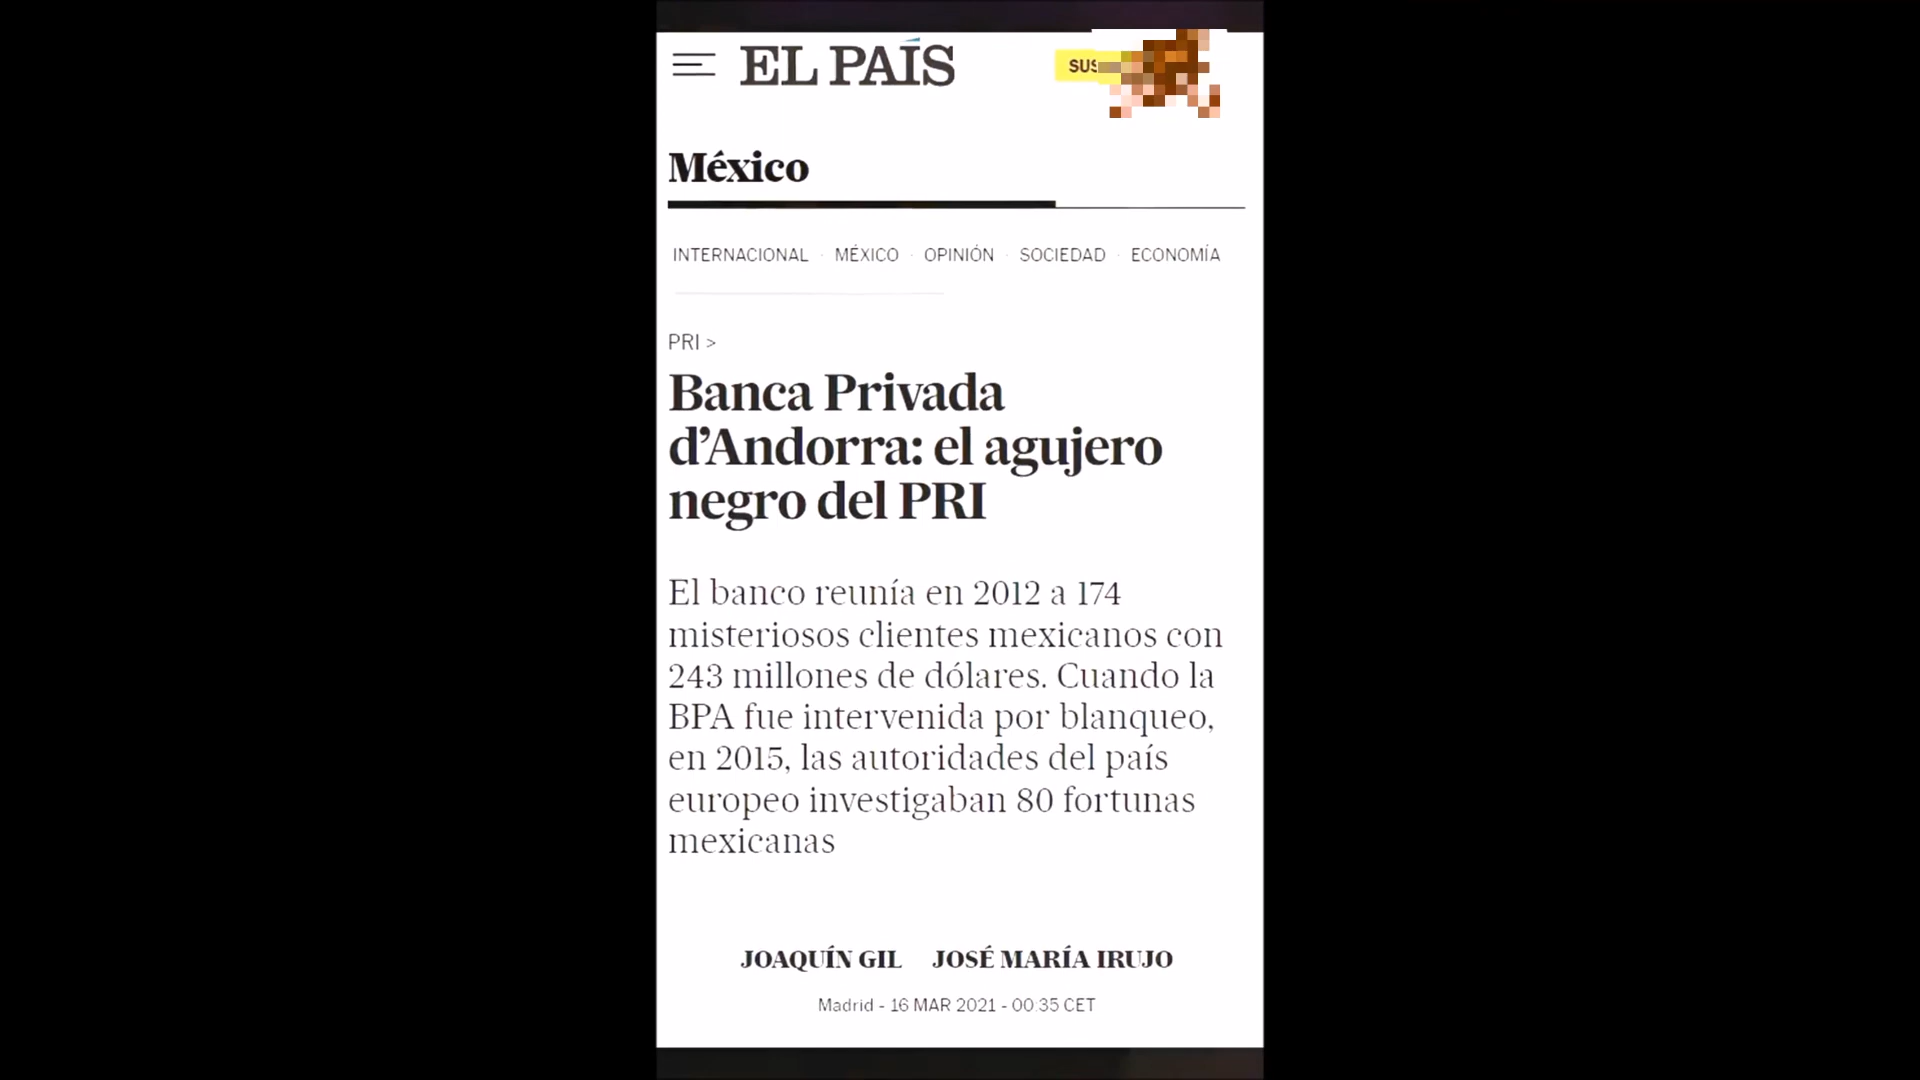 EL PAÍS
México
INTERNACIONAL · MÉXICO · OPINIÓN · SOCIEDAD · ECONOMÍA
PRI >
Banca Privada
d’Andorra: el agujero
negro del PRI
El banco reunía en 2012 a 174
misteriosos clientes mexicanos con
243 millones de dólares. Cuando la
BPA fue intervenida por blanqueo,
en 2015, las autoridades del país
europeo investigaban 80 fortunas
mexicanas
JOAQUÍN GIL JOSÉ MARÍA IRUJO
Madrid - 16 MAR 2021 - 00:35 CET